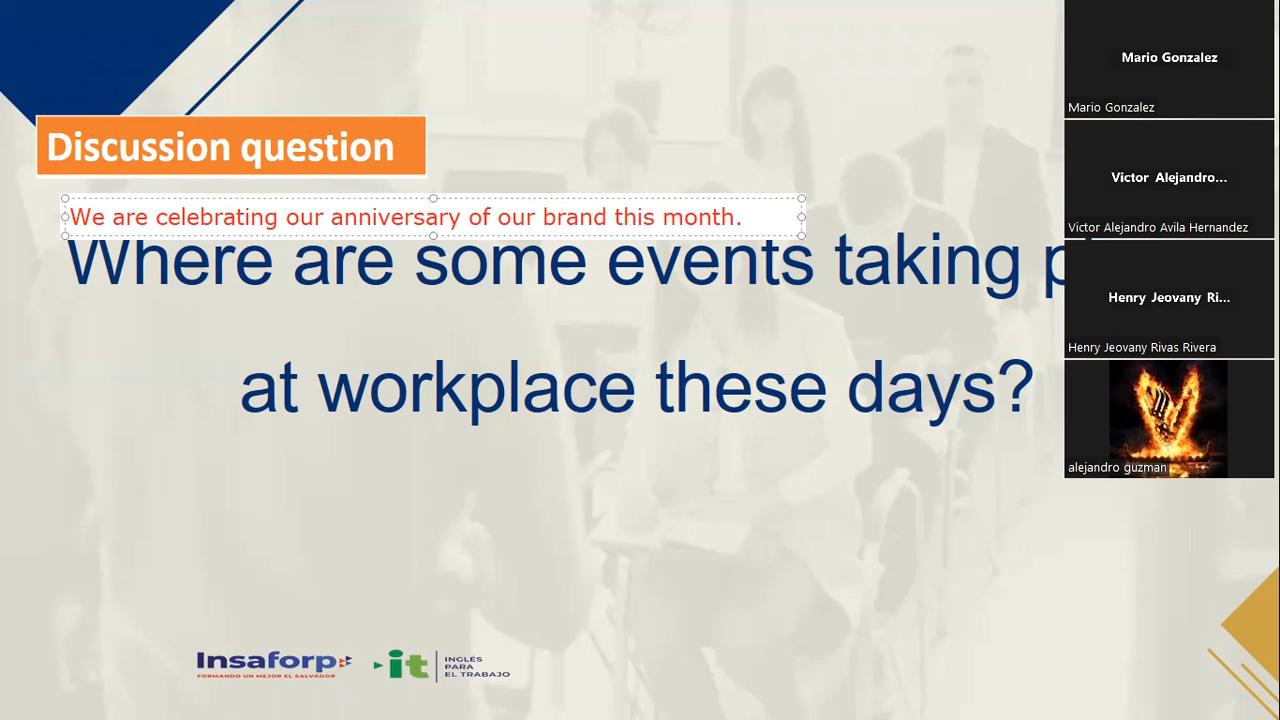 Discussion question
We are celebrating our anniversary of our brand this month.
Where are some events taking
at workplace these days?
Mario Gonzalez
Mario Gonzalez
Victor Alejandro...
Victor Alejandro Avila Hernandez
Henry Jeovany Ri...
Henry Jeovany Rivas Rivera
alejandro guzman
Insaforp
FORMANDO UN MEJOR EL SALVADOR
it
INGLÉS
PARA
EL TRABAJO